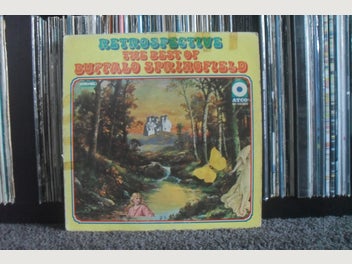 RETROSPECTIVE
THE BEST OF
BUFFALO SPRINGFIELD
ATCO